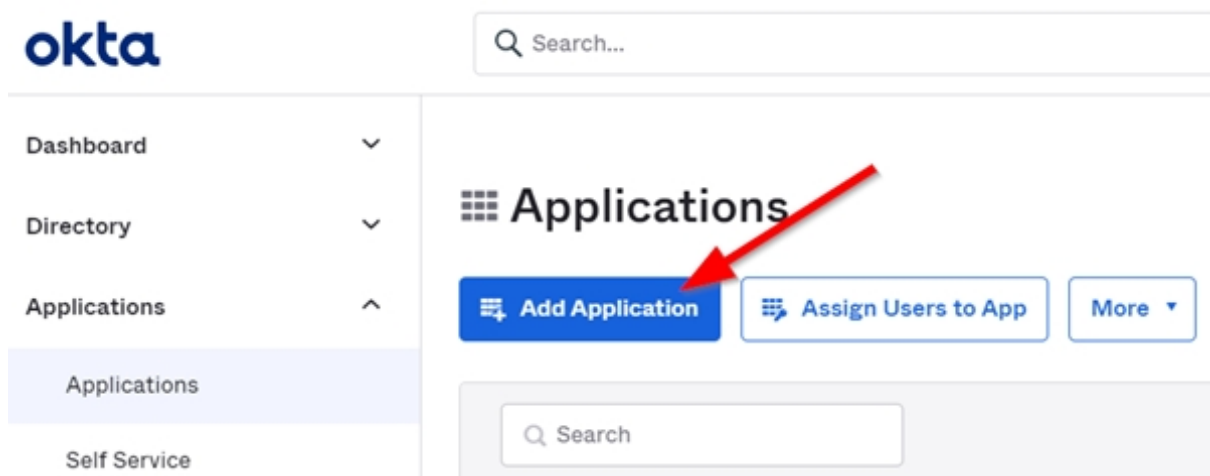 okta
Search...
Dashboard
Directory
Applications
Applications
Self Service
Applications
Add Application
Assign Users to App
More
Search